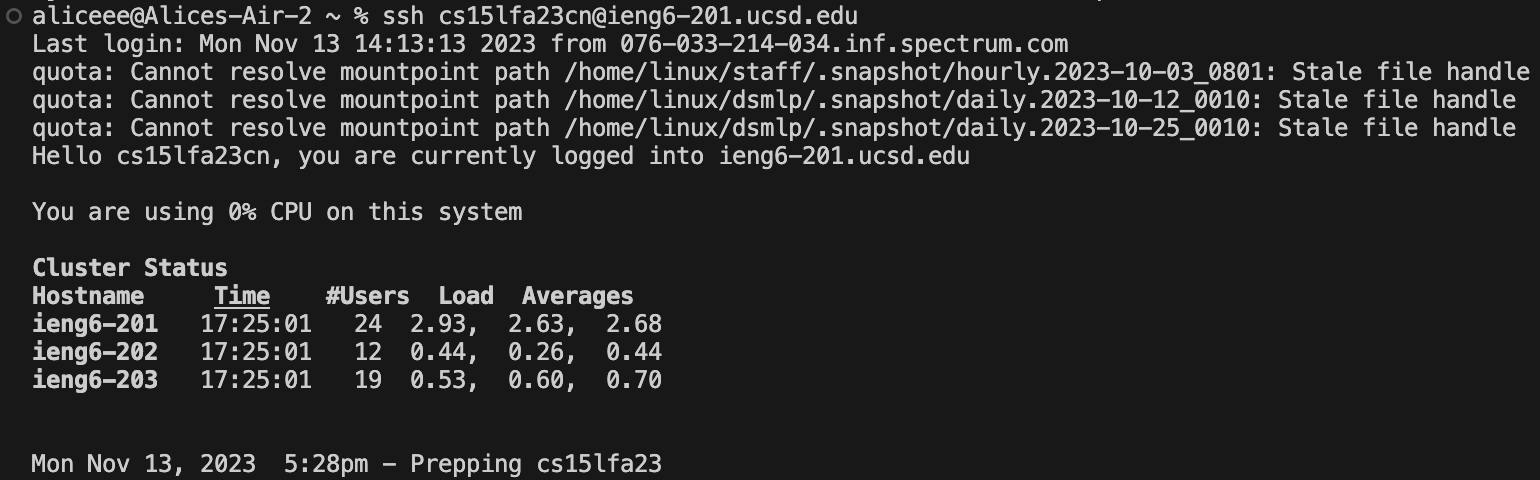 aliceee@Alices-Air-2 ~ % ssh cs15lfa23cn@ieng6-201.ucsd.edu
Last login: Mon Nov 13 14:13:13 2023 from 076-033-214-034.inf.spectrum.com
quota: Cannot resolve mountpoint path /home/linux/staff/.snapshot/hourly.2023-10-03_0801: Stale file handle
quota: Cannot resolve mountpoint path /home/linux/dsmlp/.snapshot/daily.2023-10-12_0010: Stale file handle
quota: Cannot resolve mountpoint path /home/linux/dsmlp/.snapshot/daily.2023-10-25_0010: Stale file handle
Hello cs15lfa23cn, you are currently logged into ieng6-201.ucsd.edu
You are using 0% CPU on this system
Cluster Status
Hostname     Time    #Users  Load  Averages
ieng6-201   17:25:01   24  2.93,  2.63,  2.68
ieng6-202   17:25:01   12  0.44,  0.26,  0.44
ieng6-203   17:25:01   19  0.53,  0.60,  0.70
Mon Nov 13, 2023  5:28pm - Prepping cs15lfa23